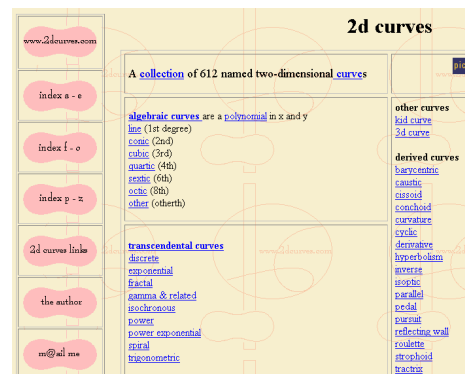 2d curves
www.2dcurves.com
index a - e
index f - o
index p - z
2d curves links
the author
m@ail me
A collection of 612 named two-dimensional curves
pic
algebraic curves are a polynomial in x and y
line (1st degree)
conic (2nd)
cubic (3rd)
quartic (4th)
sextic (6th)
octic (8th)
other (otherth)
transcendental curves
discrete
exponential
fractal
gamma & related
isochronous
power
power exponential
spiral
trigonometric
other curves
kid curve
3d curve
derived curves
barycentric
caustic
cissoid
conchoid
curvature
cyclic
derivative
hyperbolism
inverse
isoptic
parallel
pedal
pursuit
reflecting wall
roulette
strophoid
tractrix